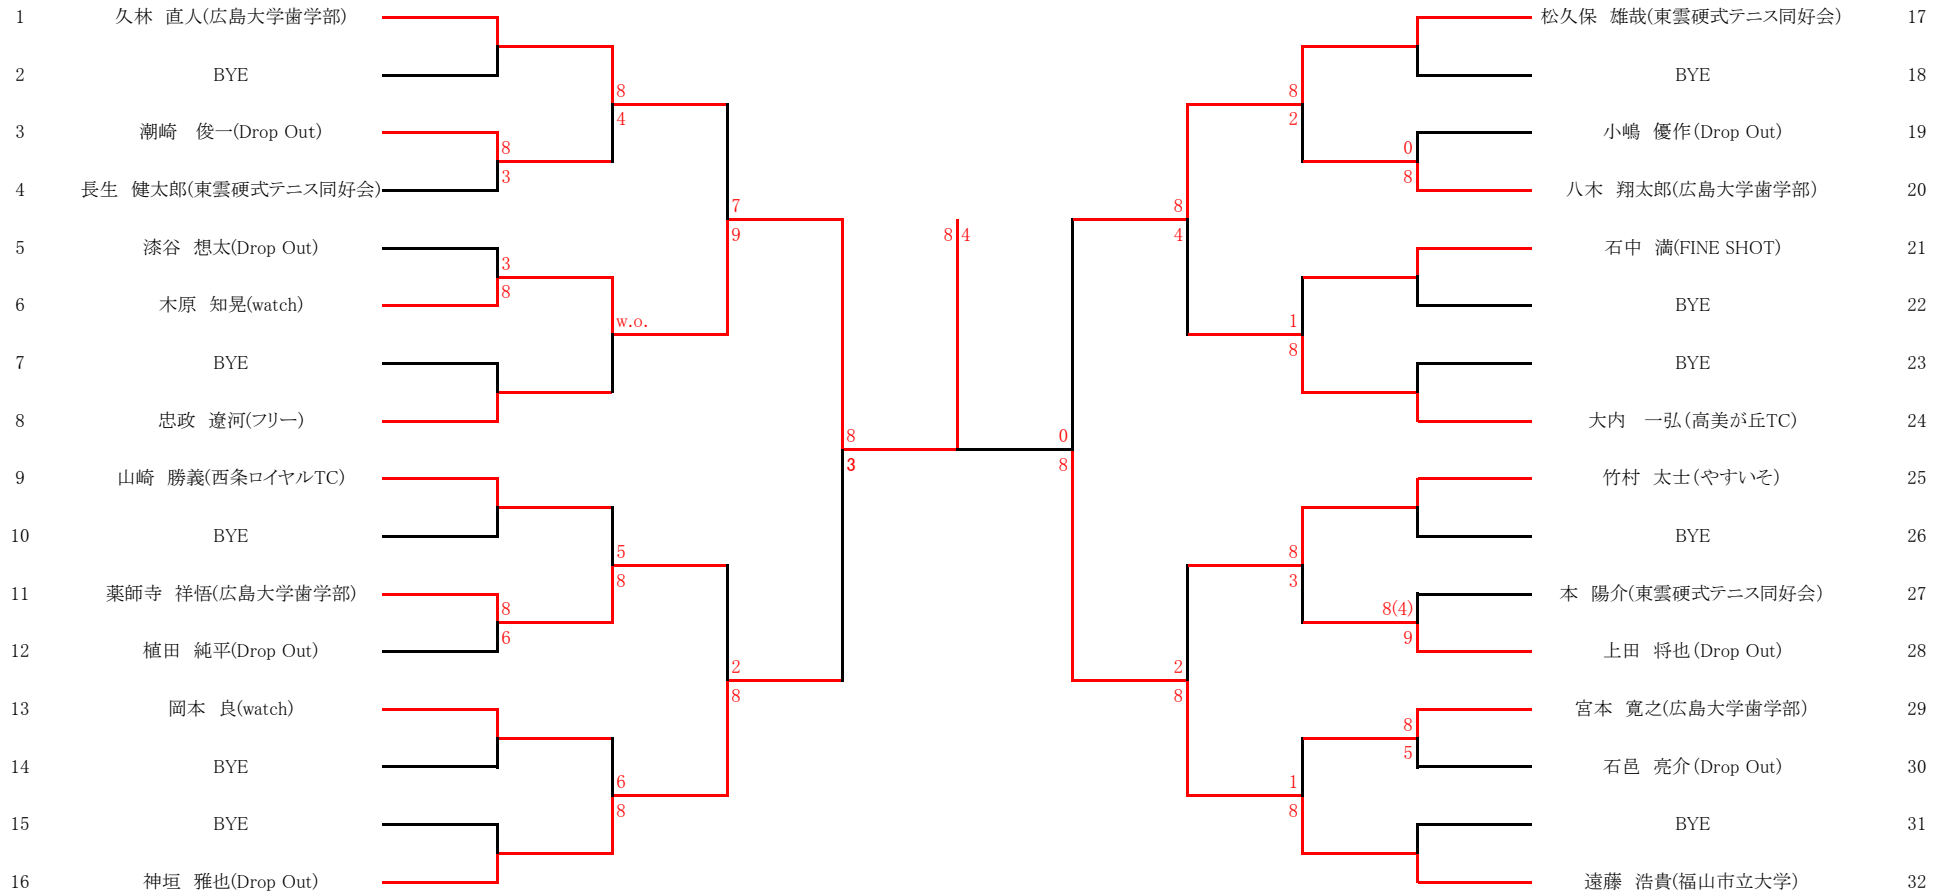 1 久林 直人(広島大学歯学部)
2 BYE
3 潮崎 俊一(Drop Out)
4 長生 健太郎(東雲硬式テニス同好会)
5 漆谷 想太(Drop Out)
6 木原 知晃(watch)
7 BYE
8 忠政 遼河(フリー)
9 山崎 勝義(西条ロイヤルTC)
10 BYE
11 薬師寺 祥悟(広島大学歯学部)
12 植田 純平(Drop Out)
13 岡本 良(watch)
14 BYE
15 BYE
16 神垣 雅也(Drop Out)
8
3
3
8
8
6
8
4
w.o.
5
8
6
8
7
9
2
8
8
3
8 4
0
8
8
4
2
8
8
2
1
8
8
3
1
8
0
8
8(4)
9
8
5
松久保 雄哉(東雲硬式テニス同好会) 17
BYE 18
小嶋 優作(Drop Out) 19
八木 翔太郎(広島大学歯学部) 20
石中 満(FINE SHOT) 21
BYE 22
BYE 23
大内 一弘(高美が丘TC) 24
竹村 太士(やすいそ) 25
BYE 26
本 陽介(東雲硬式テニス同好会) 27
上田 将也(Drop Out) 28
宮本 寛之(広島大学歯学部) 29
石邑 亮介(Drop Out) 30
BYE 31
遠藤 浩貴(福山市立大学) 32